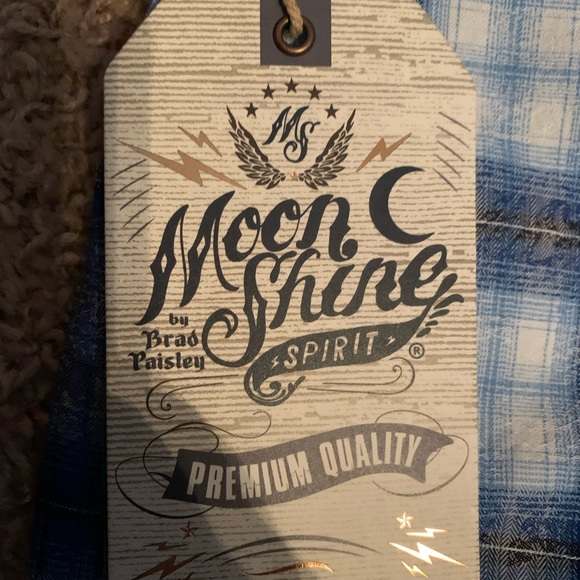 MS
Moon
Shine
by
Brad
Paisley
SPIRIT ®
PREMIUM QUALITY